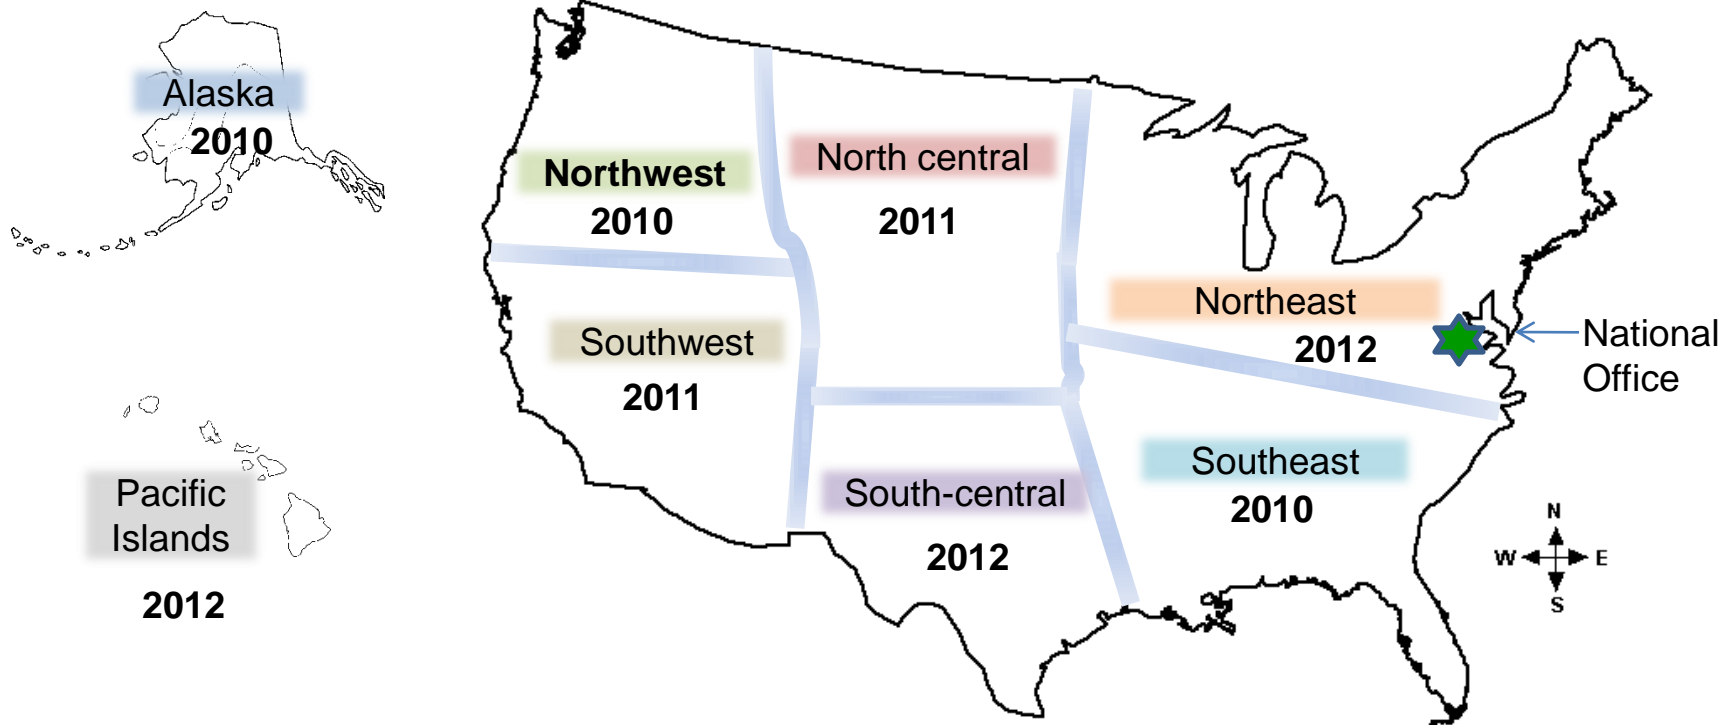 Alaska
2010
Northwest
2010
North central
2011
Northeast
2012
National
Office
Southwest
2011
South-central
2012
Southeast
2010
Pacific
Islands
2012
N
W E
S